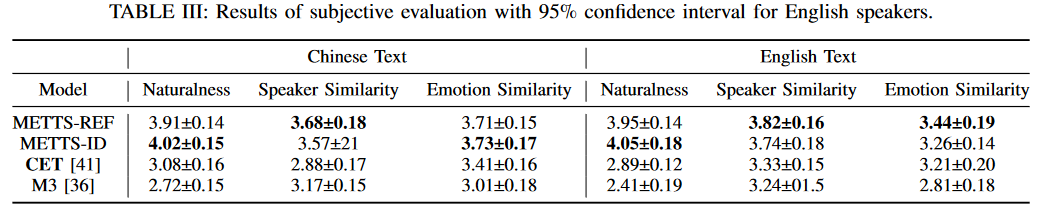 TABLE III: Results of subjective evaluation with 95% confidence interval for English speakers.
Chinese Text English Text
Model Naturalness Speaker Similarity Emotion Similarity Naturalness Speaker Similarity Emotion Similarity
METTS-REF 3.91±0.14 3.68±0.18 3.71±0.15 3.95±0.14 3.82±0.16 3.44±0.19
METTS-ID 4.02±0.15 3.57±21 3.73±0.17 4.05±0.18 3.74±0.18 3.26±0.14
CET [41] 3.08±0.16 2.88±0.17 3.41±0.16 2.89±0.12 3.33±0.15 3.21±0.20
M3 [36] 2.72±0.15 3.17±0.15 3.01±0.18 2.41±0.19 3.24±01.5 2.81±0.18